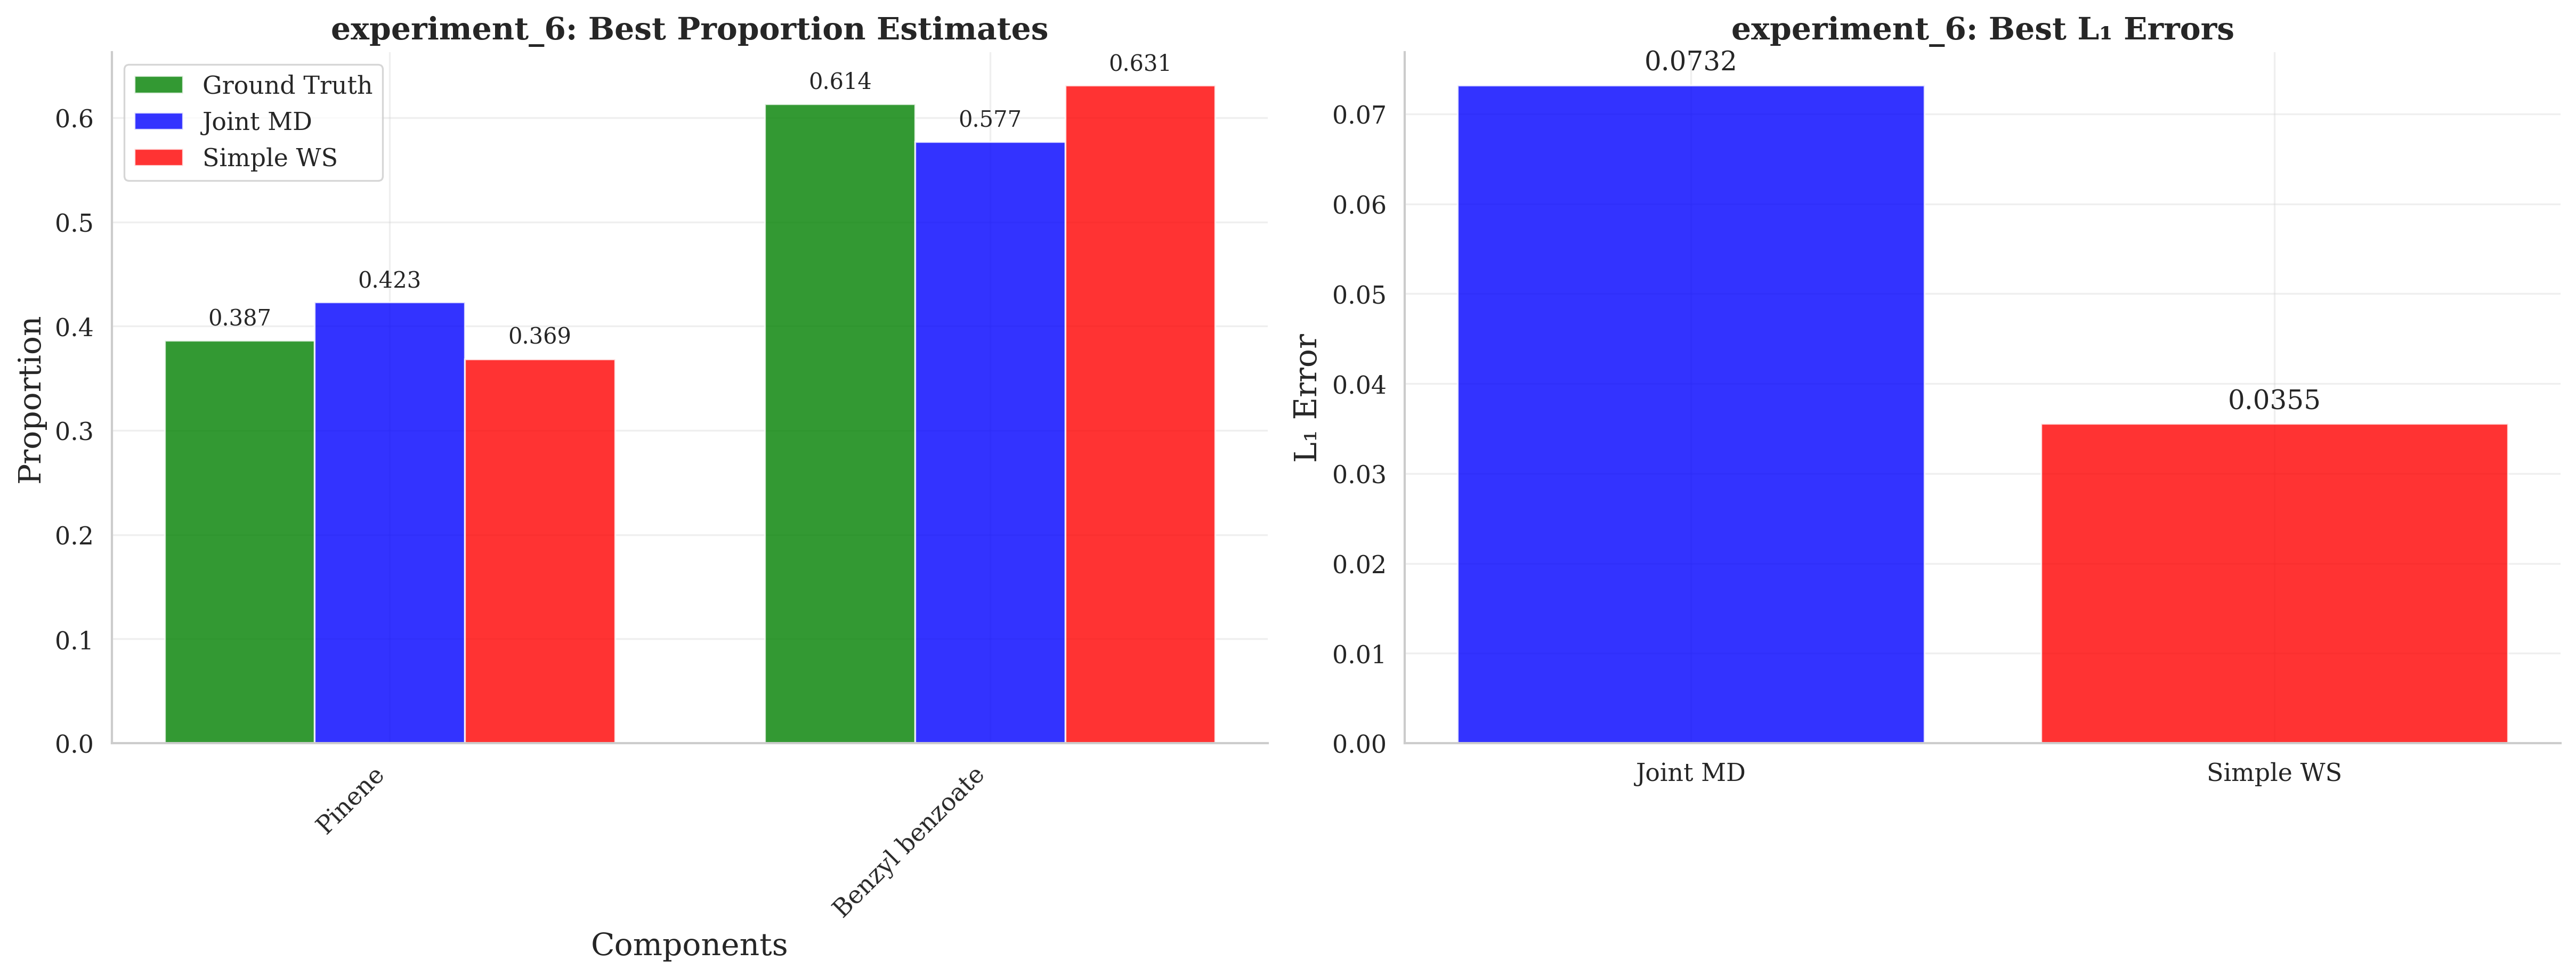 experiment_6: Best Proportion Estimates
Ground Truth
Joint MD
Simple WS
0.614
0.577
0.631
0.387
0.423
0.369
0.6
0.5
0.4
0.3
0.2
0.1
0.0
Proportion
Pinene
Benzyl benzoate
Components
experiment_6: Best L₁ Errors
0.0732
0.0355
0.07
0.06
0.05
0.04
0.03
0.02
0.01
0.00
L₁ Error
Joint MD
Simple WS